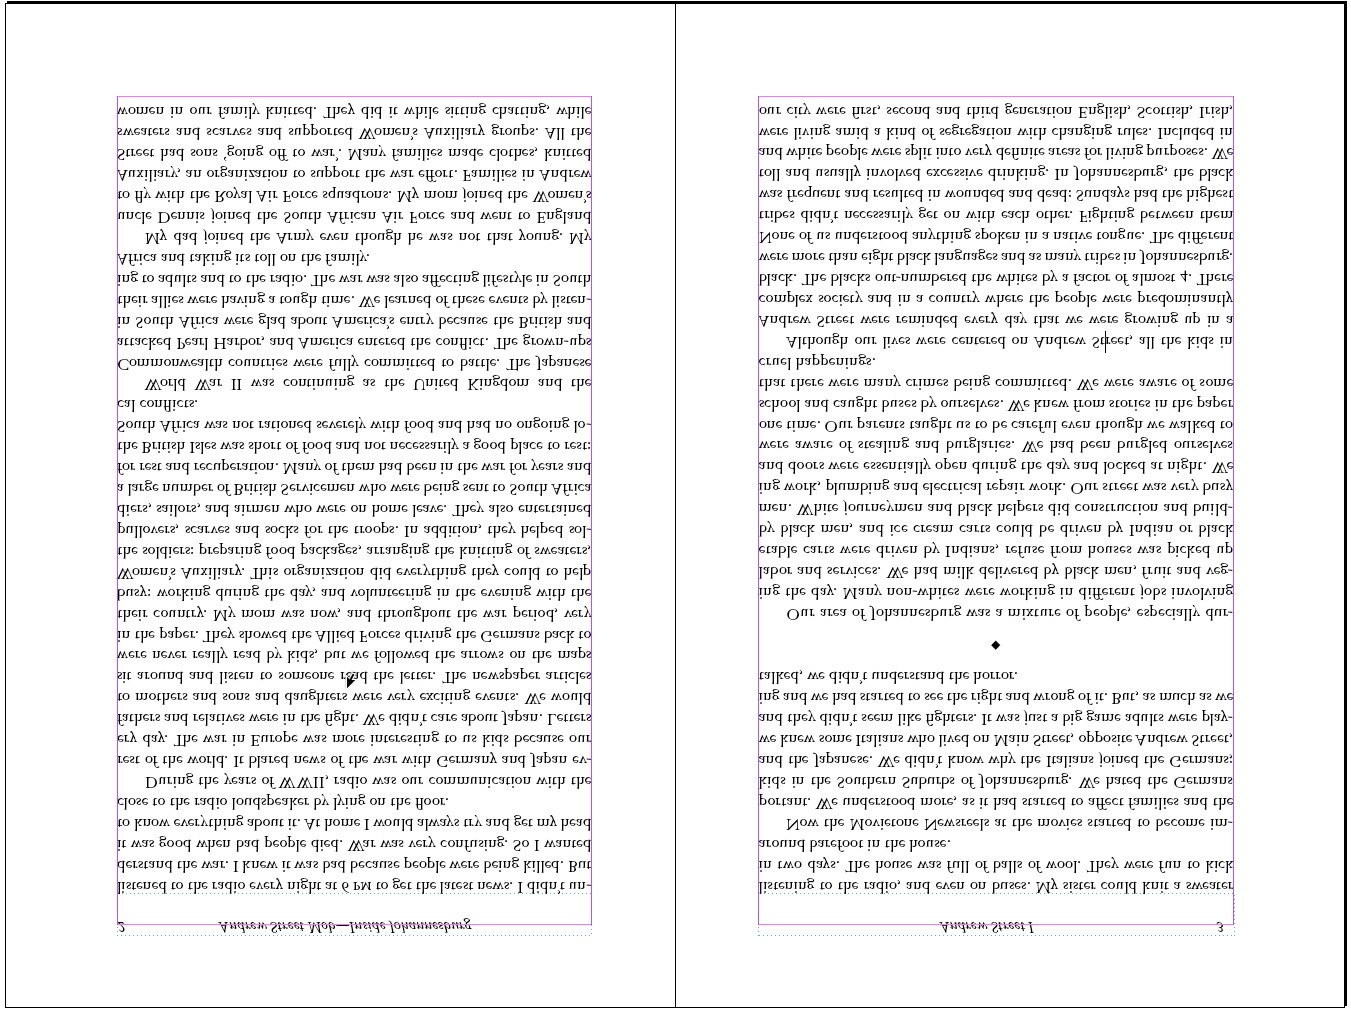 2 Andrew Street Mob—Inside Johannesburg
listened to the radio every night at 6 PM to get the latest news. I didn't un-
derstand the war. I knew it was bad because people were being killed. But
it was good when bad people died. War was very confusing. So I wanted
to know everything about it. At home I would always try and get my head
close to the radio loudspeaker by lying on the floor.
During the years of WWII, radio was our communication with the
rest of the world. It blared news of the war with Germany and Japan ev-
ery day. The war in Europe was more interesting to us kids because our
fathers and relatives were in the fight. We didn't care about Japan. Letters
to mothers and sons and daughters were very exciting events. We would
sit around and listen to someone read the letter. The newspaper articles
were never really read by kids, but we followed the arrows on the maps
in the paper. They showed the Allied Forces driving the Germans back to
their country. My mom was now, and throughout the war period, very
busy: working during the day, and volunteering in the evening with the
Women's Auxiliary. This organization did everything they could to help
the soldiers: preparing food packages, arranging the knitting of sweaters,
pullovers, scarves and socks for the troops. In addition, they helped sol-
diers, sailors, and airmen who were on home leave. They also entertained
a large number of British Servicemen who were being sent to South Africa
for rest and recuperation. Many of them had been in the war for years and
the British Isles was short of food and not necessarily a good place to rest:
South Africa was not rationed severely with food and had no ongoing lo-
cal conflicts.
World War II was continuing as the United Kingdom and the
Commonwealth countries were fully committed to battle. The Japanese
attacked Pearl Harbor, and America entered the conflict. The grown-ups
in South Africa were glad about America's entry because the British and
their allies were having a tough time. We learned of these events by listen-
ing to adults and to the radio. The war was also affecting lifestyle in South
Africa and taking its toll on the family.
My dad joined the Army even though he was not that young. My
uncle Dennis joined the South African Air Force and went to England
to fly with the Royal Air Force squadrons. My mom joined the Women's
Auxiliary, an organization to support the war effort. Families in Andrew
Street had sons 'going off to war'. Many families made clothes, knitted
sweaters and scarves and supported Women's Auxiliary groups. All the
women in our family knitted. They did it while sitting chatting, while
Andrew Street I 3
listening to the radio, and even on buses. My sister could knit a sweater
in two days. The house was full of balls of wool. They were fun to kick
around barefoot in the house.
Now the Movietone Newsreels at the movies started to become im-
portant. We understood more, as it had started to affect families and the
kids in the Southern Suburbs of Johannesburg. We hated the Germans
and the Japanese. We didn't know why the Italians joined the Germans;
we knew some Italians who lived on Main Street, opposite Andrew Street,
and they didn't seem like fighters. It was just a big game adults were play-
ing and we had started to see the right and wrong of it. But, as much as we
talked, we didn't understand the horror.
◆
Our area of Johannesburg was a mixture of people, especially dur-
ing the day. Many non-whites were working in different jobs involving
labor and services. We had milk delivered by black men, fruit and veg-
etable carts were driven by Indians, refuse from houses was picked up
by black men, and ice cream carts could be driven by Indian or black
men. White journeymen and black helpers did construction and build-
ing work, plumbing and electrical repair work. Our street was very busy
and doors were essentially open during the day and locked at night. We
were aware of stealing and burglaries. We had been burgled ourselves
one time. Our parents taught us to be careful even though we walked to
school and caught buses by ourselves. We knew from stories in the paper
that there were many crimes being committed. We were aware of some
cruel happenings.
Although our lives were centered on Andrew Street, all the kids in
Andrew Street were reminded every day that we were growing up in a
complex society and in a country where the people were predominantly
black. The blacks out-numbered the whites by a factor of almost 4. There
were more than eight black languages and as many tribes in Johannesburg.
None of us understood anything spoken in a native tongue. The different
tribes didn't necessarily get on with each other. Fighting between them
was frequent and resulted in wounded and dead: Sundays had the highest
toll and usually involved excessive drinking. In Johannesburg, the black
and white people were split into very definite areas for living purposes. We
were living amid a kind of segregation with changing rules. Included in
our city were first, second and third generation English, Scottish, Irish,